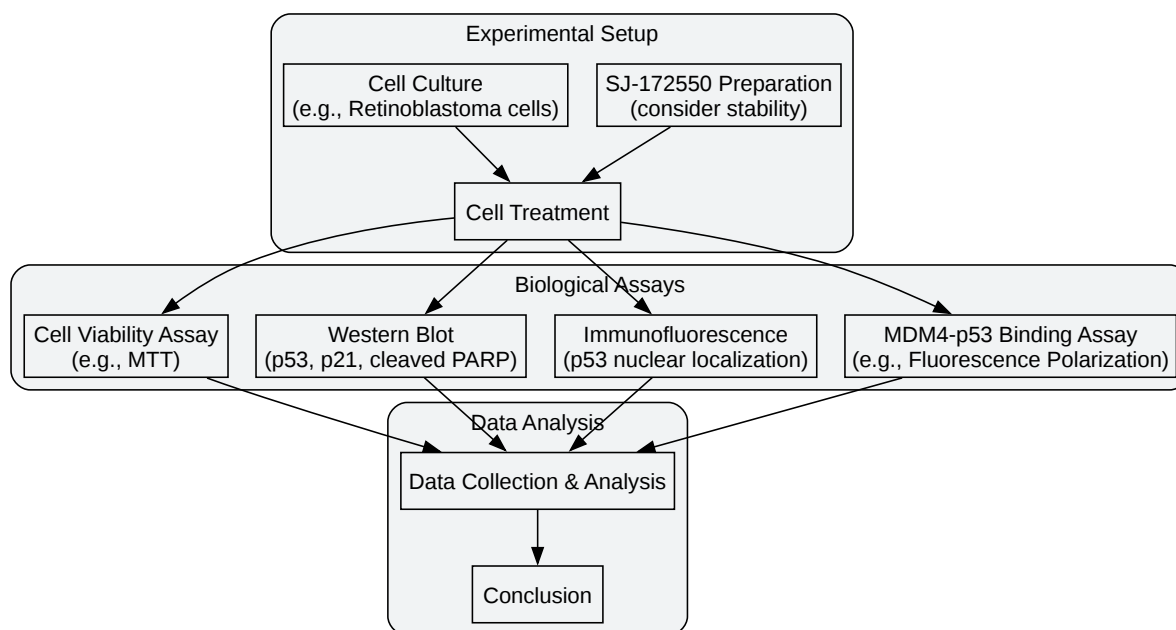 Experimental Setup
Cell Culture
(e.g., Retinoblastoma cells)
SJ-172550 Preparation
(consider stability)
Cell Treatment
Biological Assays
Cell Viability Assay
(e.g., MTT)
Western Blot
(p53, p21, cleaved PARP)
Immunofluorescence
(p53 nuclear localization)
MDM4-p53 Binding Assay
(e.g., Fluorescence Polarization)
Data Analysis
Data Collection & Analysis
Conclusion